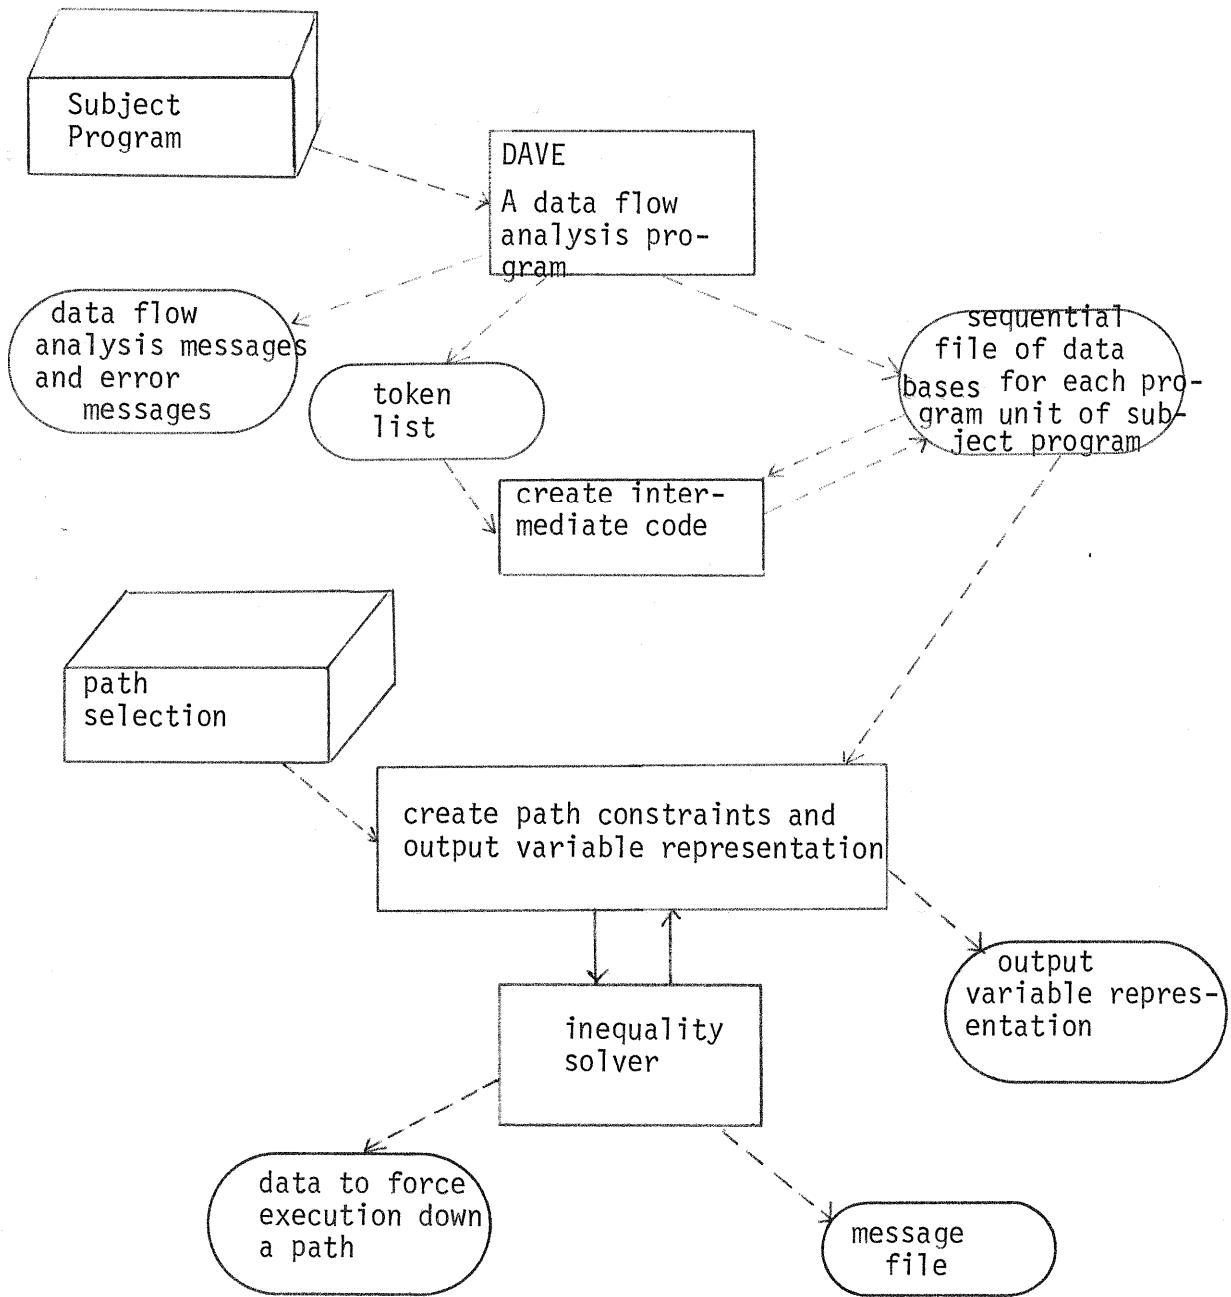 Subject
Program
DAVE
A data flow
analysis pro-
gram
data flow
analysis messages
and error
messages
token
list
sequential
file of data
bases for each pro-
gram unit of sub-
ject program
create inter-
mediate code
path
selection
create path constraints and
output variable representation
output
variable repres-
entation
inequality
solver
data to force
execution down
a path
message
file